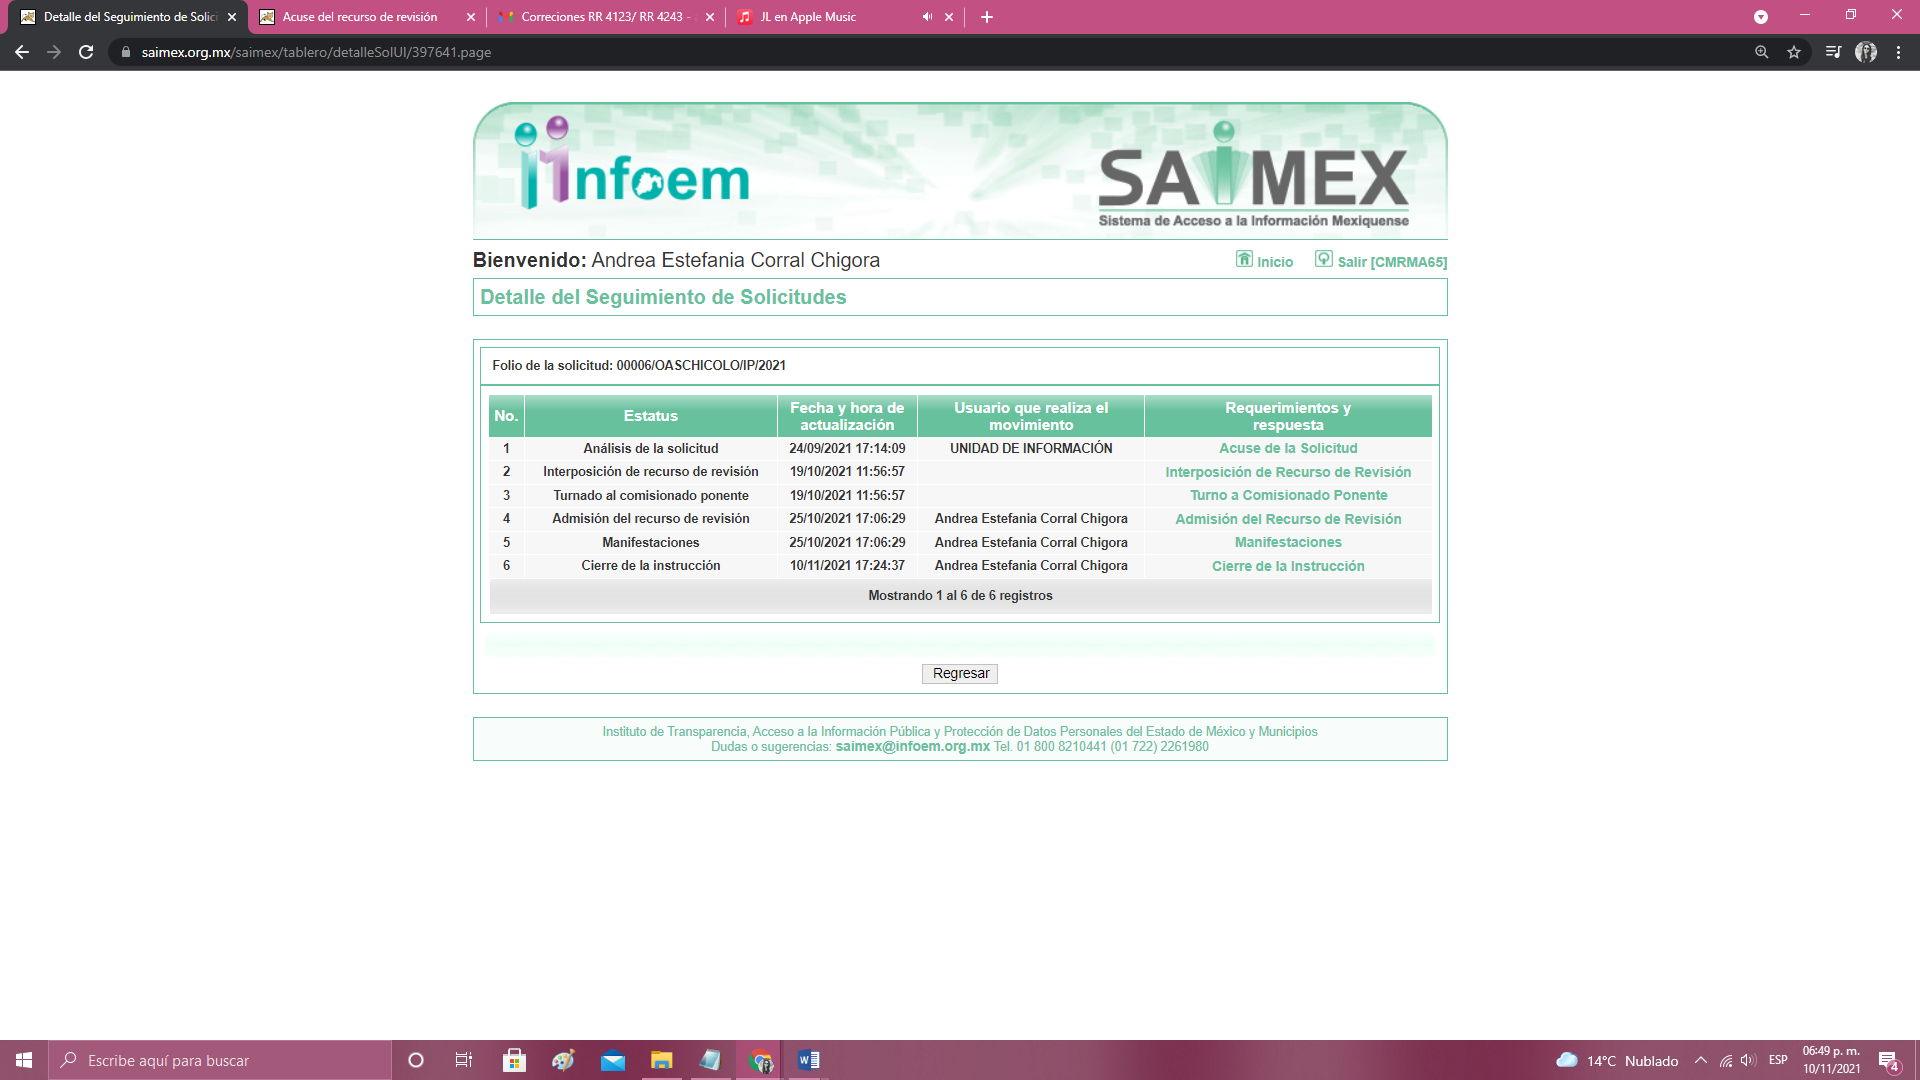 Detalle del Seguimiento de Solici
Acuse del recurso de revisión
Correciones RR 4123/ RR 4243 -
JL en Apple Music
saimex.org.mx/saimex/tablero/detalleSolUI/397641.page
infoem
SAIMEX
Sistema de Acceso a la Información Mexiquense
Bienvenido: Andrea Estefania Corral Chigora
Inicio
Salir [CMRMA65]
Detalle del Seguimiento de Solicitudes
Folio de la solicitud: 00006/OASCHICOLO/IP/2021
No. Estatus Fecha y hora de actualización Usuario que realiza el movimiento Requerimientos y respuesta
1 Análisis de la solicitud 24/09/2021 17:14:09 UNIDAD DE INFORMACIÓN Acuse de la Solicitud
2 Interposición de recurso de revisión 19/10/2021 11:56:57 Interposición de Recurso de Revisión
3 Turnado al comisionado ponente 19/10/2021 11:56:57 Turno a Comisionado Ponente
4 Admisión del recurso de revisión 25/10/2021 17:06:29 Andrea Estefania Corral Chigora Admisión del Recurso de Revisión
5 Manifestaciones 25/10/2021 17:06:29 Andrea Estefania Corral Chigora Manifestaciones
6 Cierre de la instrucción 10/11/2021 17:24:37 Andrea Estefania Corral Chigora Cierre de la Instrucción
Mostrando 1 al 6 de 6 registros
Regresar
Instituto de Transparencia, Acceso a la Información Pública y Protección de Datos Personales del Estado de México y Municipios
Dudas o sugerencias: saimex@infoem.org.mx Tel. 01 800 8210441 (01 722) 2261980
Escribe aquí para buscar
14°C Nublado
ESP
06:49 p. m.
10/11/2021
4